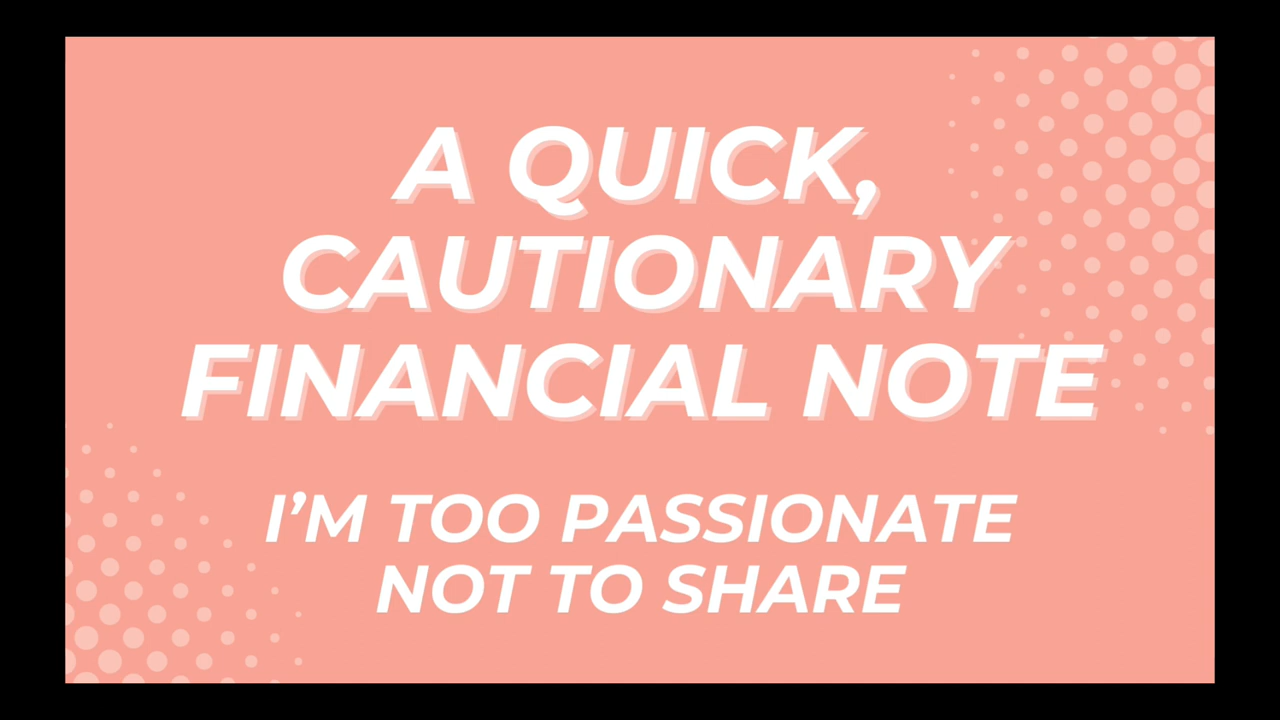 A QUICK,
CAUTIONARY
FINANCIAL NOTE
I’M TOO PASSIONATE
NOT TO SHARE